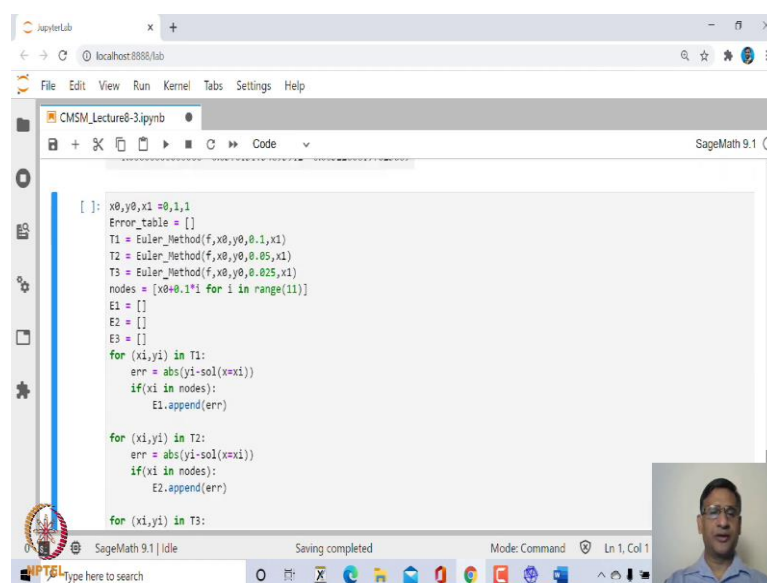 JupyterLab
localhost:8888/lab
File Edit View Run Kernel Tabs Settings Help
CMSM_Lecture8-3.ipynb
Code
SageMath 9.1
[ ]: x0,y0,x1 =0,1,1
Error_table = []
T1 = Euler_Method(f,x0,y0,0.1,x1)
T2 = Euler_Method(f,x0,y0,0.05,x1)
T3 = Euler_Method(f,x0,y0,0.025,x1)
nodes = [x0+0.1*i for i in range(11)]
E1 = []
E2 = []
E3 = []
for (xi,yi) in T1:
err = abs(yi-sol(x=xi))
if(xi in nodes):
E1.append(err)
for (xi,yi) in T2:
err = abs(yi-sol(x=xi))
if(xi in nodes):
E2.append(err)
for (xi,yi) in T3:
SageMath 9.1 | Idle Saving completed Mode: Command Ln 1, Col 1
NPTEL Type here to search